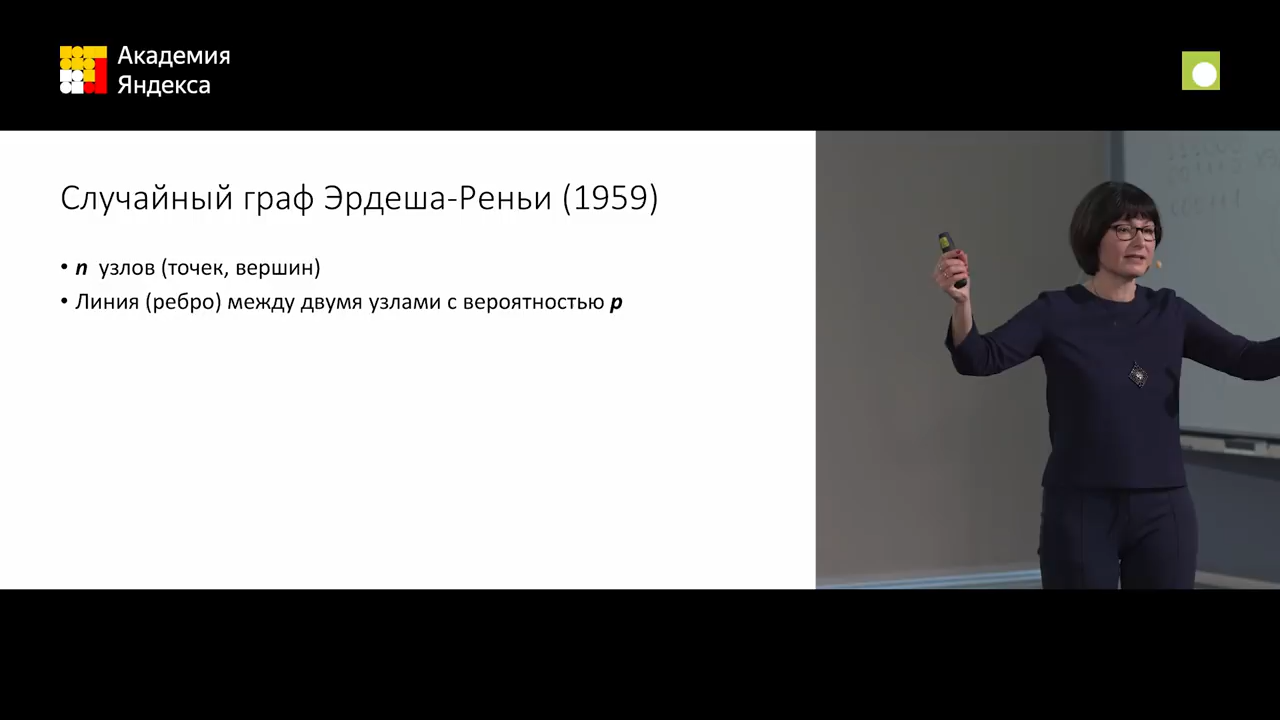 Академия
Яндекса
Случайный граф Эрдеша-Реньи (1959)
• n узлов (точек, вершин)
• Линия (ребро) между двумя узлами с вероятностью p